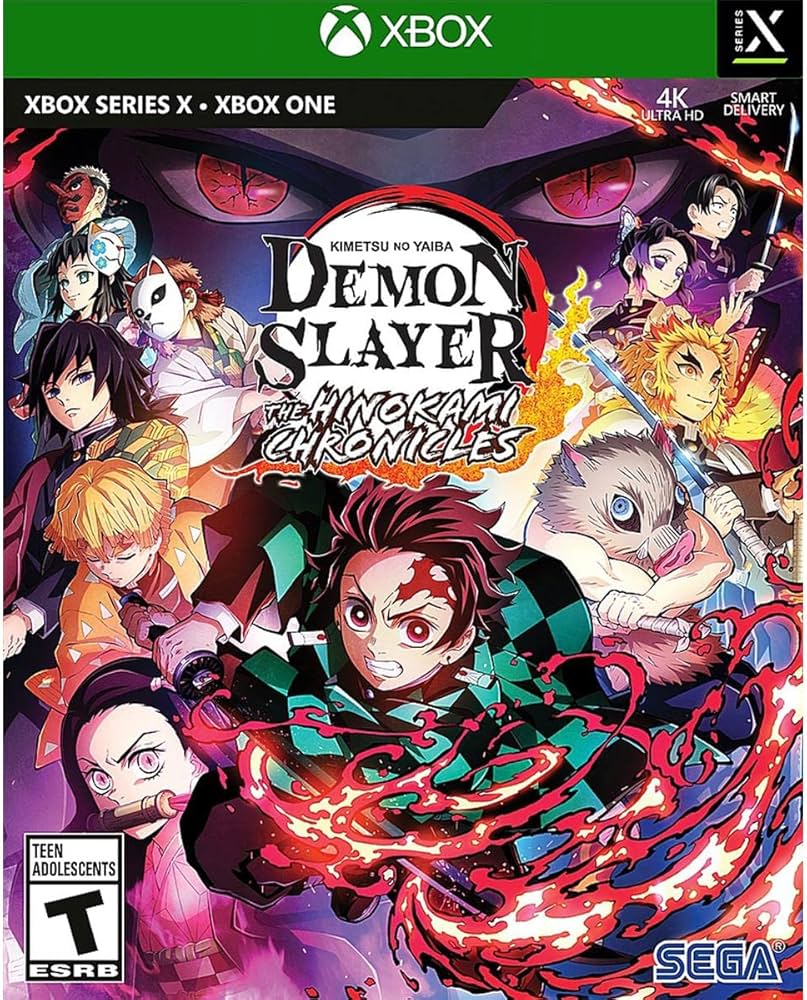 XBOX
SERIES X
XBOX SERIES X • XBOX ONE
4K
ULTRA HD
SMART
DELIVERY
KIMETSU NO YAIBA
DEMON
SLAYER
THE HINOKAMI
CHRONICLES
TEEN
ADOLESCENTS
T
ESRB
SEGA®